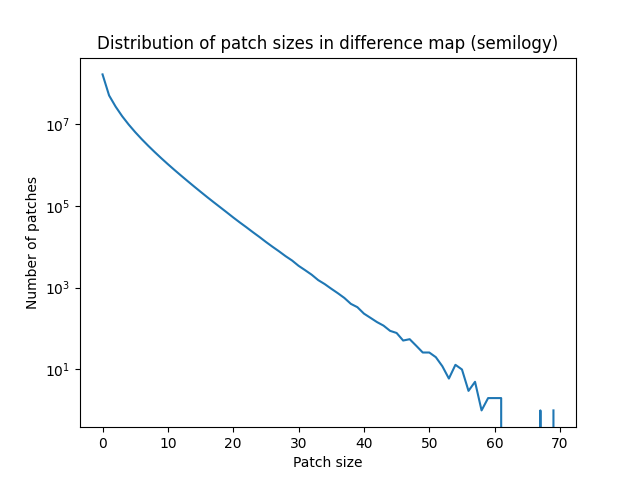 Distribution of patch sizes in difference map (semilogy)
Number of patches
10^7
10^5
10^3
10^1
0 10 20 30 40 50 60 70
Patch size